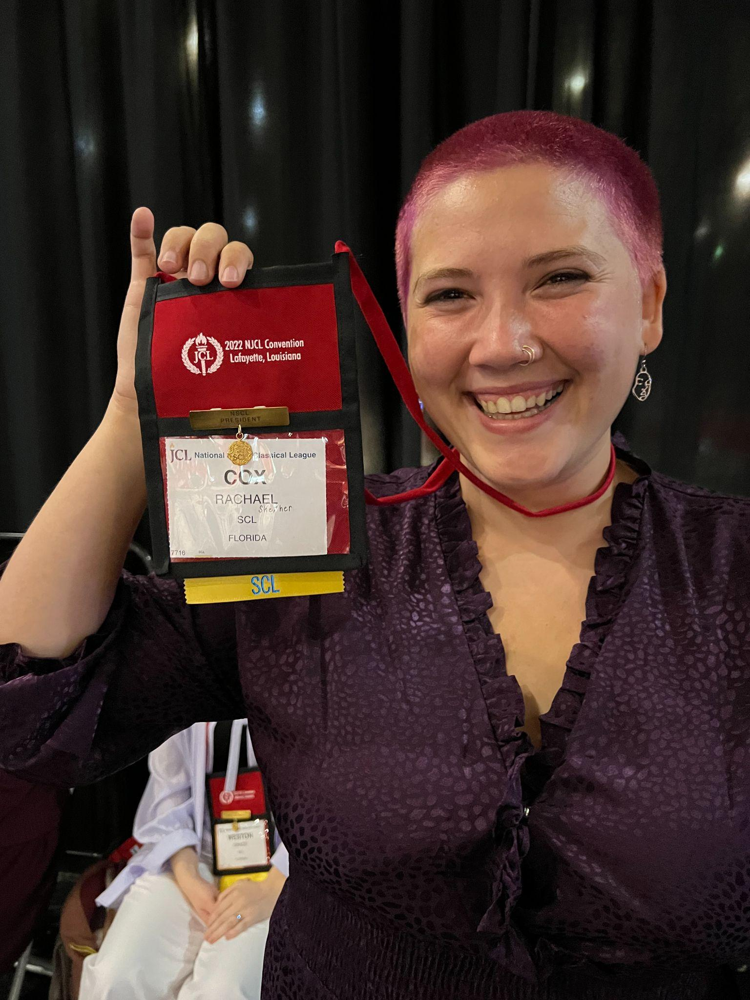 2022 NJCL Convention
Lafayette, Louisiana
JCL
NSCL
PRESIDENT
JCL National Classical League
SCL
COX
RACHAEL
She/her
SCL
FLORIDA
7716
SCL
SCL